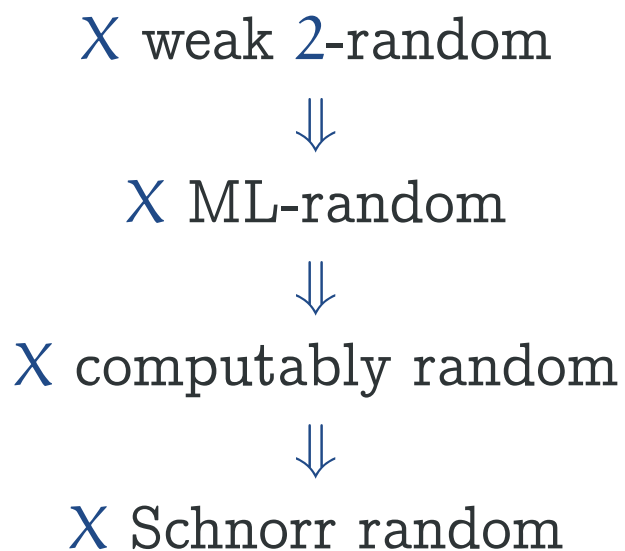 X weak 2-random
⇓
X ML-random
⇓
X computably random
⇓
X Schnorr random